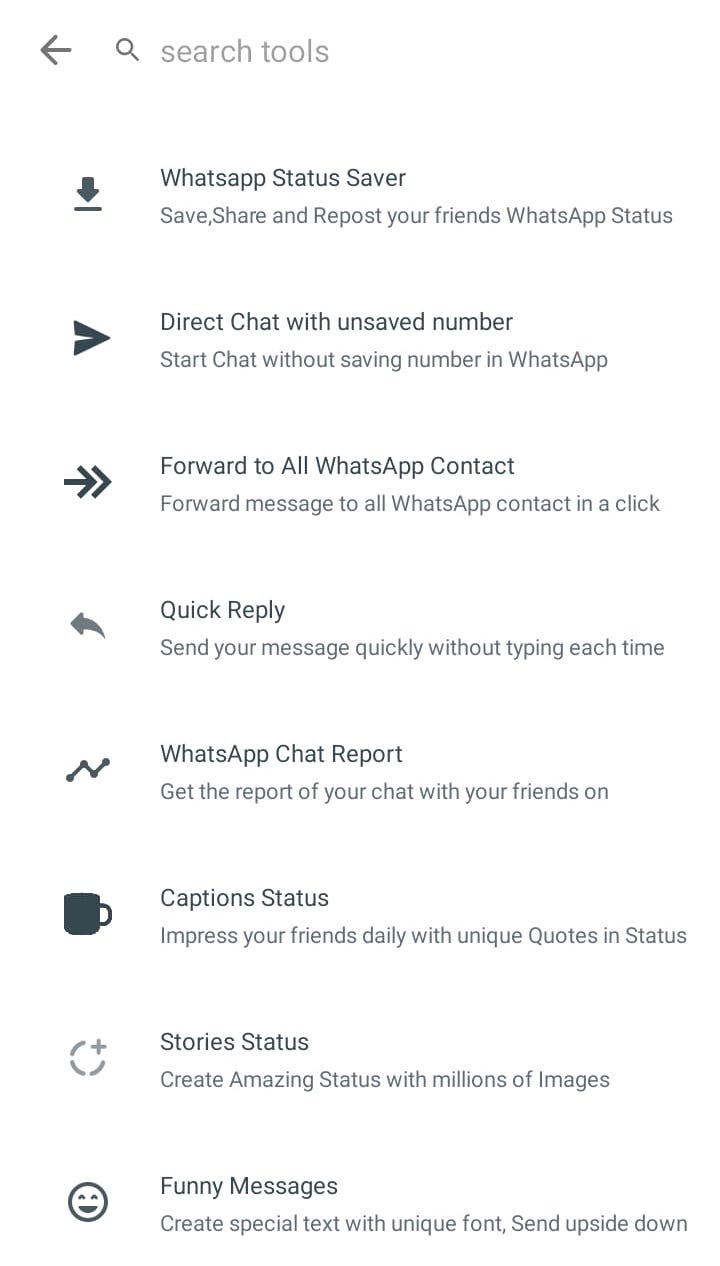 search tools
Whatsapp Status Saver
Save,Share and Repost your friends WhatsApp Status
Direct Chat with unsaved number
Start Chat without saving number in WhatsApp
Forward to All WhatsApp Contact
Forward message to all WhatsApp contact in a click
Quick Reply
Send your message quickly without typing each time
WhatsApp Chat Report
Get the report of your chat with your friends on
Captions Status
Impress your friends daily with unique Quotes in Status
Stories Status
Create Amazing Status with millions of Images
Funny Messages
Create special text with unique font, Send upside down